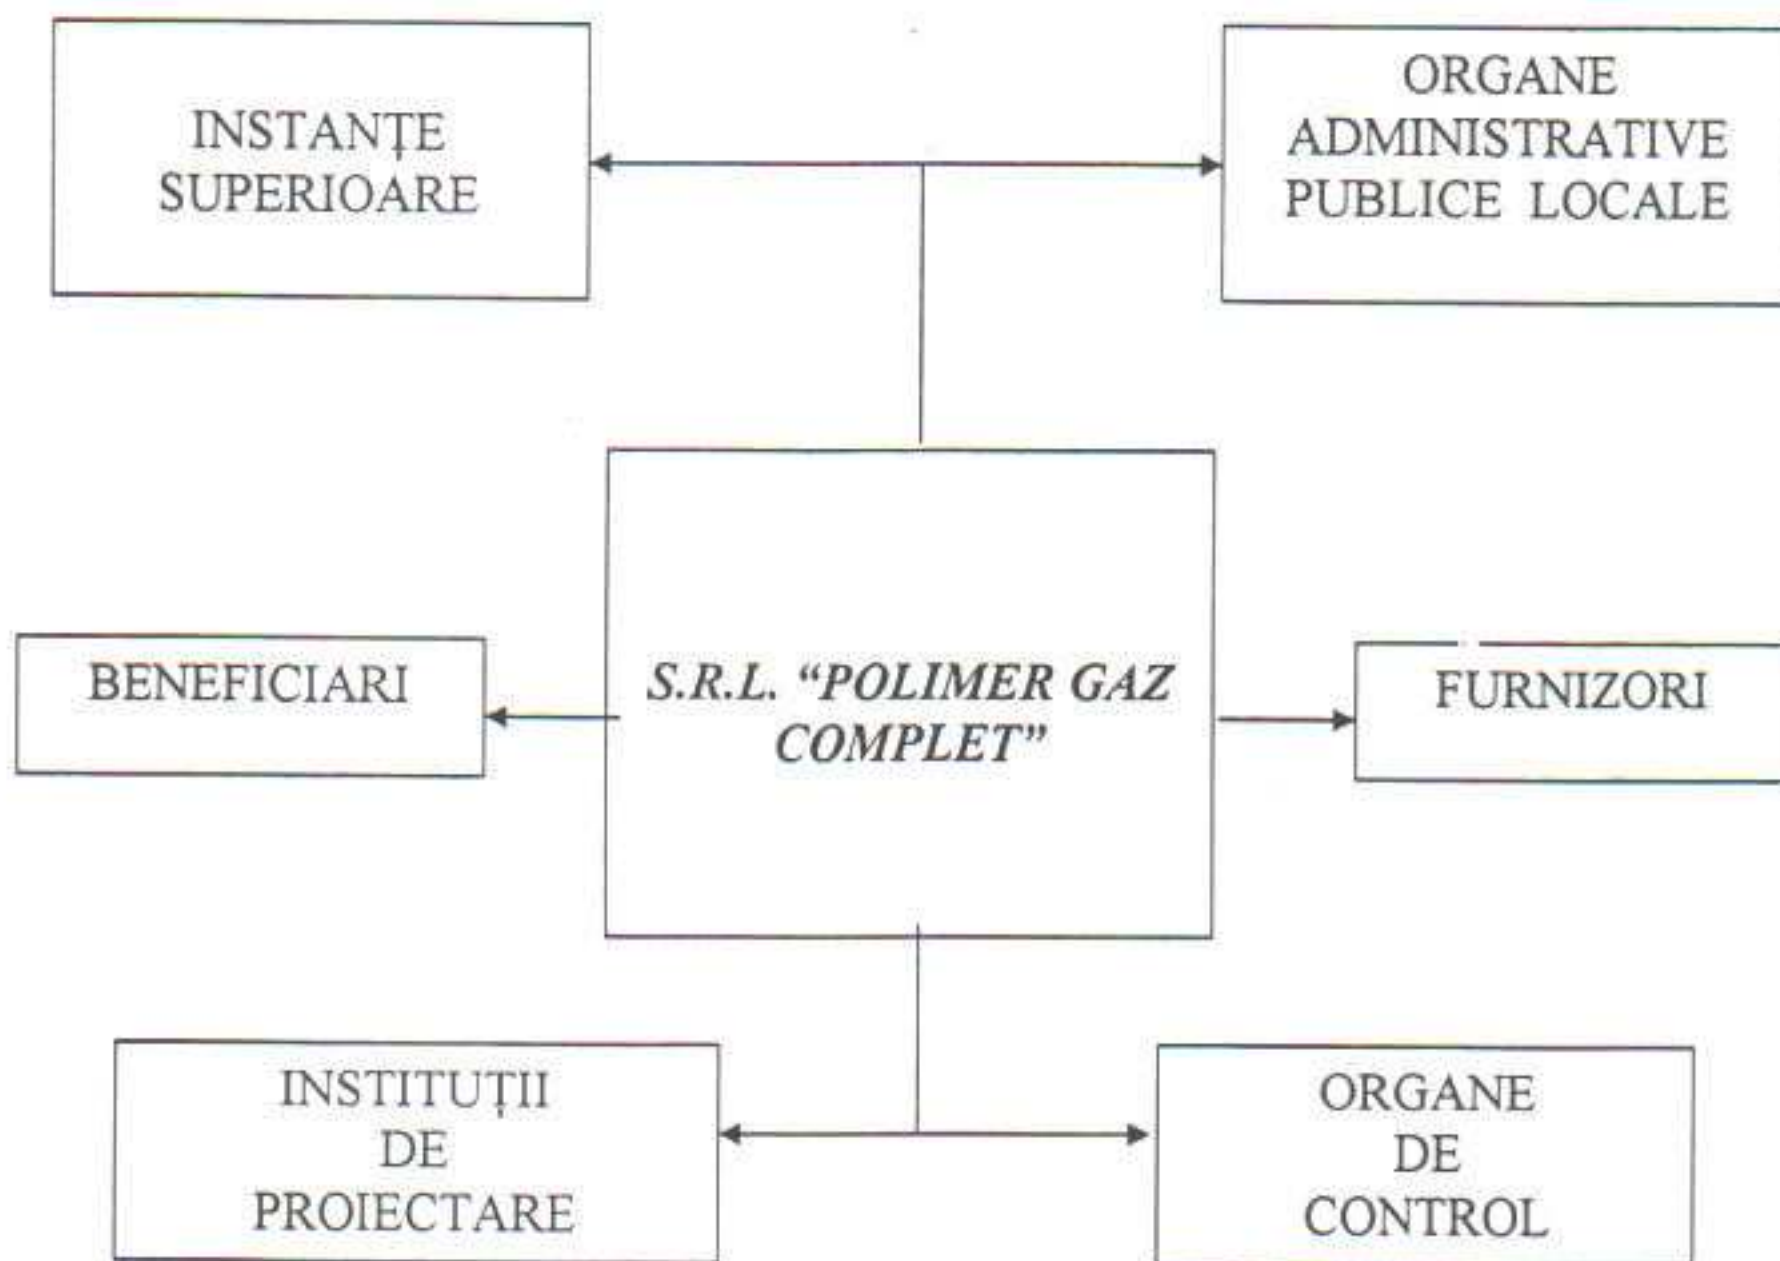 INSTANȚE
SUPERIOARE
ORGANE
ADMINISTRATIVE
PUBLICE LOCALE
BENEFICIARI
S.R.L. “POLIMER GAZ
COMPLET”
FURNIZORI
INSTITUȚII
DE
PROIECTARE
ORGANE
DE
CONTROL